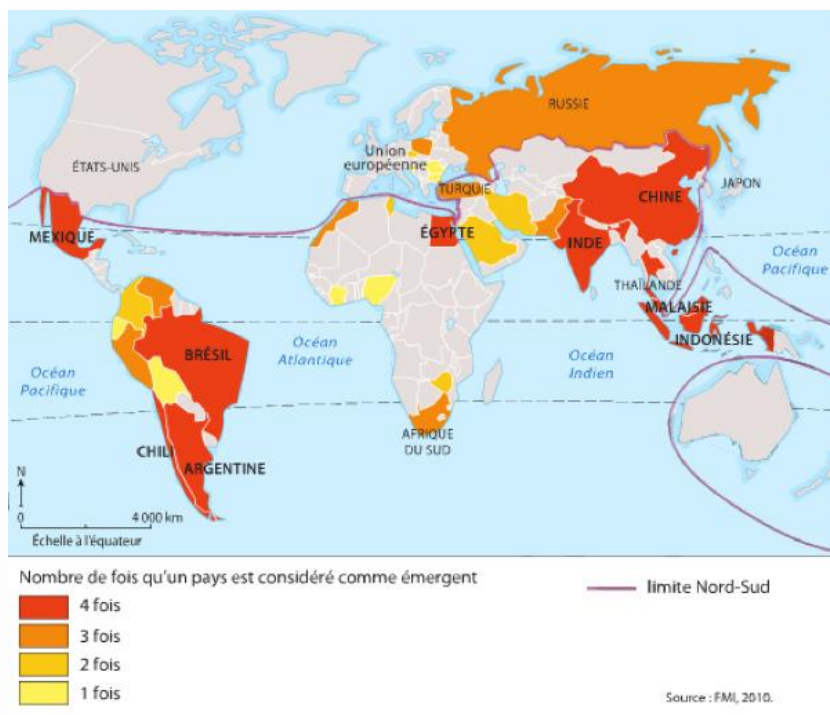 RUSSIE
ÉTATS-UNIS
Union
européenne
TURQUIE
JAPON
CHINE
MEXIQUE
ÉGYPTE
INDE
Océan
Pacifique
THAÏLANDE
MALAISIE
INDONÉSIE
BRÉSIL
Océan
Atlantique
Océan
Indien
Océan
Pacifique
AFRIQUE
DU SUD
CHILI
ARGENTINE
N
0 4 000 km
Échelle à l'équateur
Nombre de fois qu'un pays est considéré comme émergent
4 fois
3 fois
2 fois
1 fois
limite Nord-Sud
Source : FMI, 2010.